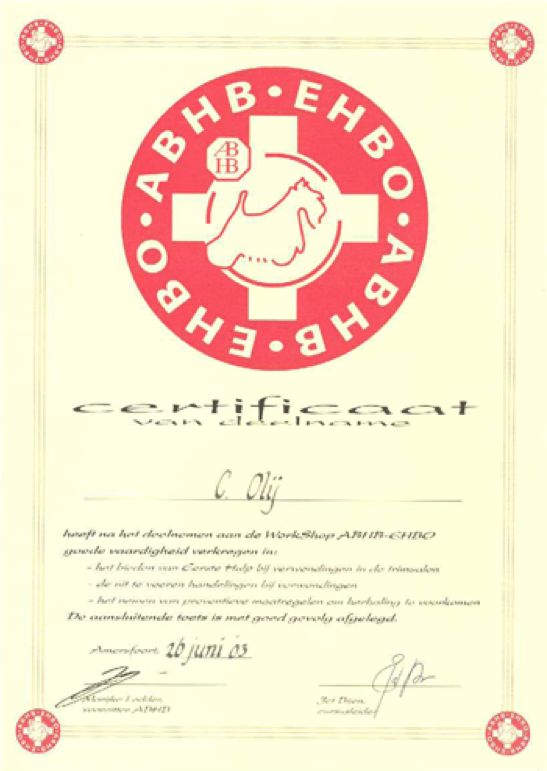 ABHB • EHBO • ABHB • EHBO •
AB
HB
certificaat
van deelname
C. Olij
heeft na het deelnemen aan de WorkShop ABHB-EHBO
goede vaardigheid verkregen in:
- het bieden van Eerste Hulp bij verwondingen in de trimsalon
- de uit te voeren handelingen bij verwondingen
- het nemen van preventieve maatregelen om herhaling te voorkomen
De aansluitende toets is met goed gevolg afgelegd.
Amersfoort, 26 juni '03
voorzitter ABHB
cursusleider